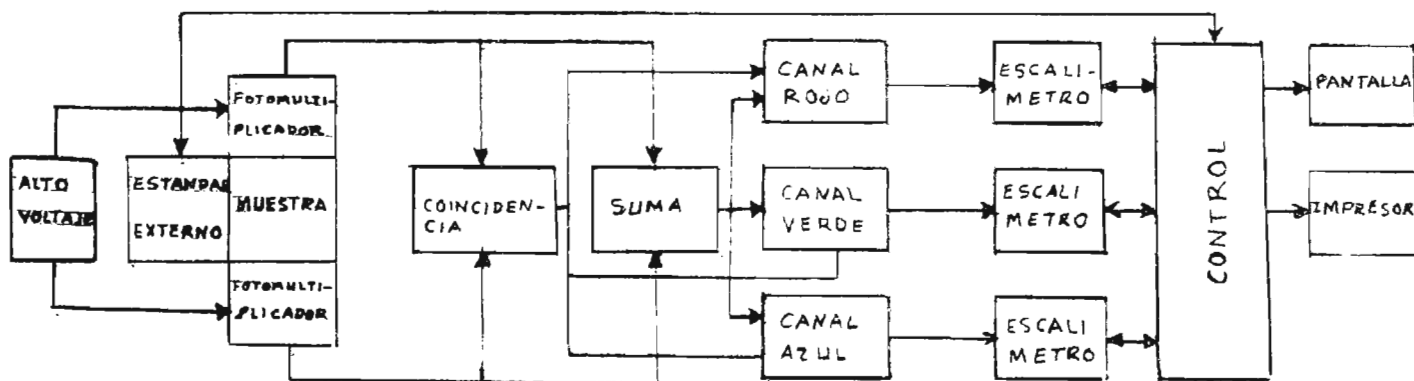 ALTO
VOLTAJE
FOTOMULTI-
PLICADOR
ESTANDAR
EXTERNO
MUESTRA
FOTOMULTI-
PLICADOR
COINCIDEN-
CIA
SUMA
CANAL
ROJO
CANAL
VERDE
CANAL
AZUL
ESCALI-
METRO
ESCALI
METRO
ESCALI
METRO
CONTROL
PANTALLA
IMPRESOR